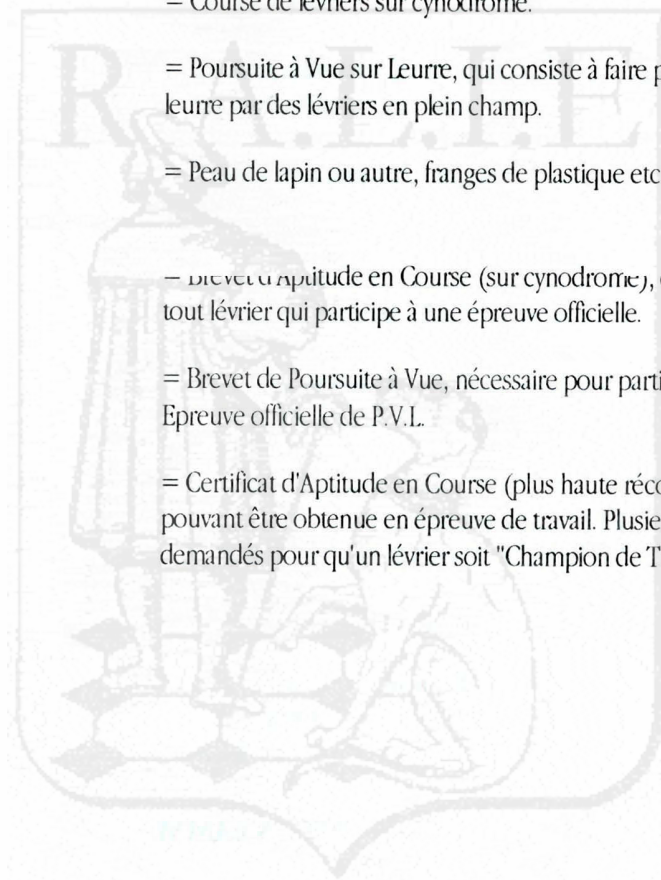 = Course de lévriers sur cynodrome.
= Poursuite à Vue sur Leurre, qui consiste à faire p
leurre par des lévriers en plein champ.
= Peau de lapin ou autre, franges de plastique etc
= Brevet d'Aptitude en Course (sur cynodrome),
tout lévrier qui participe à une épreuve officielle.
= Brevet de Poursuite à Vue, nécessaire pour parti
Epreuve officielle de P.V.L.
= Certificat d'Aptitude en Course (plus haute réco
pouvant être obtenue en épreuve de travail. Plusie
demandés pour qu'un lévrier soit "Champion de T
R.A.L.I.E